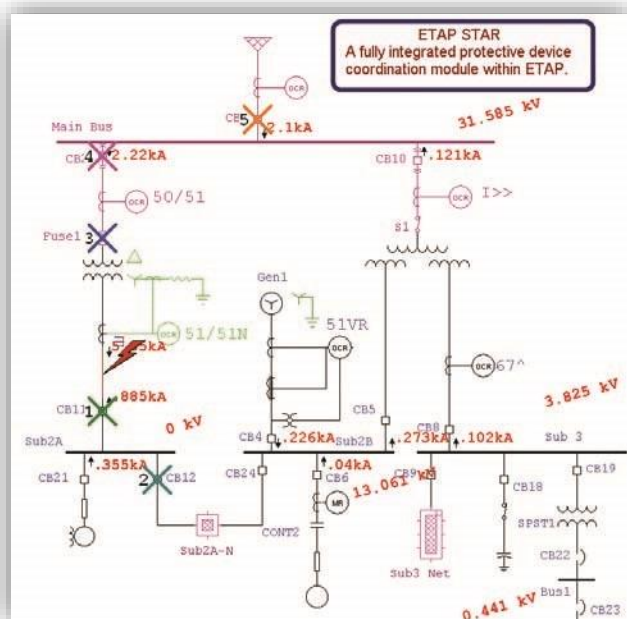 ETAP STAR
A fully integrated protective device
coordination module within ETAP.
OCR
CB 5
2.1kA
31.585 kV
Main Bus
CB 4
2.22kA
CB10
.121kA
OCR
50/51
OCR
I>>
Fuse1
3
S1
Gen1
OCR
51/51N
51VR
OCR
OCR
67^
1
.885kA
CB11
0 kV
CB5
CB8
3.825 kV
Sub2A
CB4
.226kA
Sub2B
.273kA
.102kA
Sub 3
CB21
.355kA
2
CB12
CB24
.04kA
CB6
13.061
CB9
CB18
CB19
MR
CONT2
SPST1
Sub2A-N
Sub3 Net
CB22
Bus1
CB23
0.441 kV